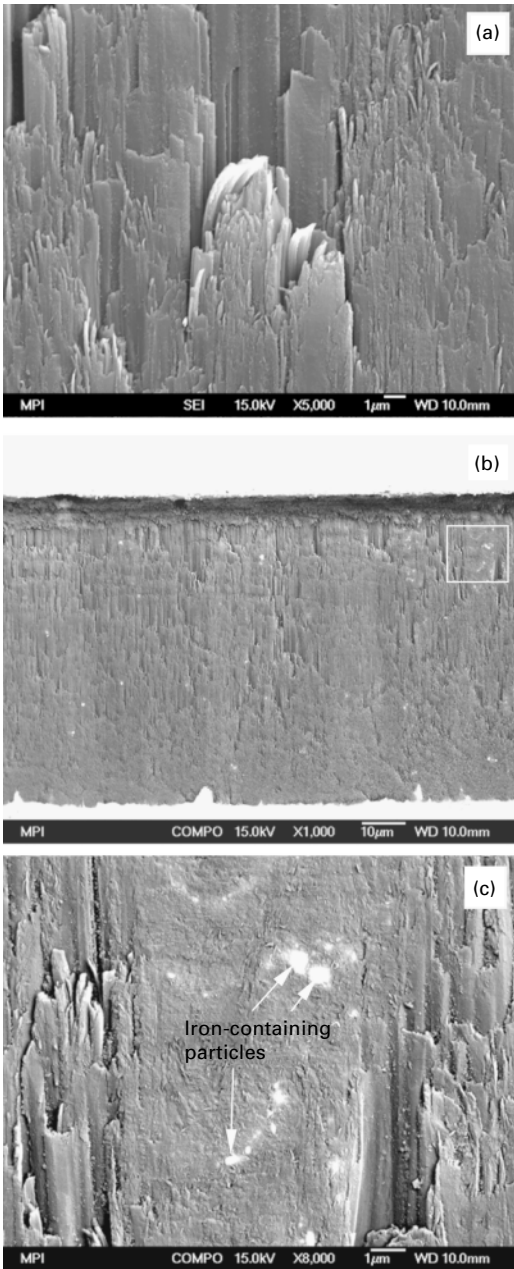 (a)
MPI SEI 15.0kV X5,000 1μm WD 10.0mm
(b)
MPI COMPO 15.0kV X1,000 10μm WD 10.0mm
(c)
Iron-containing
particles
MPI COMPO 15.0kV X8,000 1μm WD 10.0mm